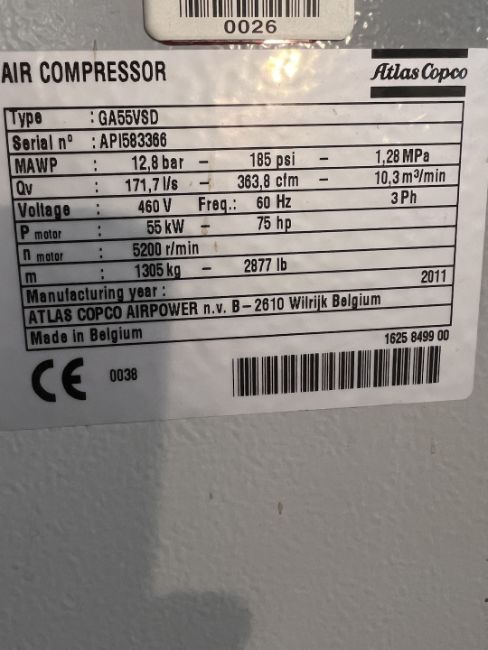 0026
AIR COMPRESSOR
Atlas Copco
Type : GA55VSD
Serial nº : API583366
MAWP : 12,8 bar – 185 psi – 1,28 MPa
Qv : 171,7 l/s – 363,8 cfm – 10,3 m³/min
Voltage : 460 V Freq.: 60 Hz 3 Ph
P motor : 55 kW – 75 hp
n motor : 5200 r/min
m : 1305 kg – 2877 lb
Manufacturing year : 2011
ATLAS COPCO AIRPOWER n.v. B–2610 Wilrijk Belgium
Made in Belgium
1625 8499 00
CE 0038